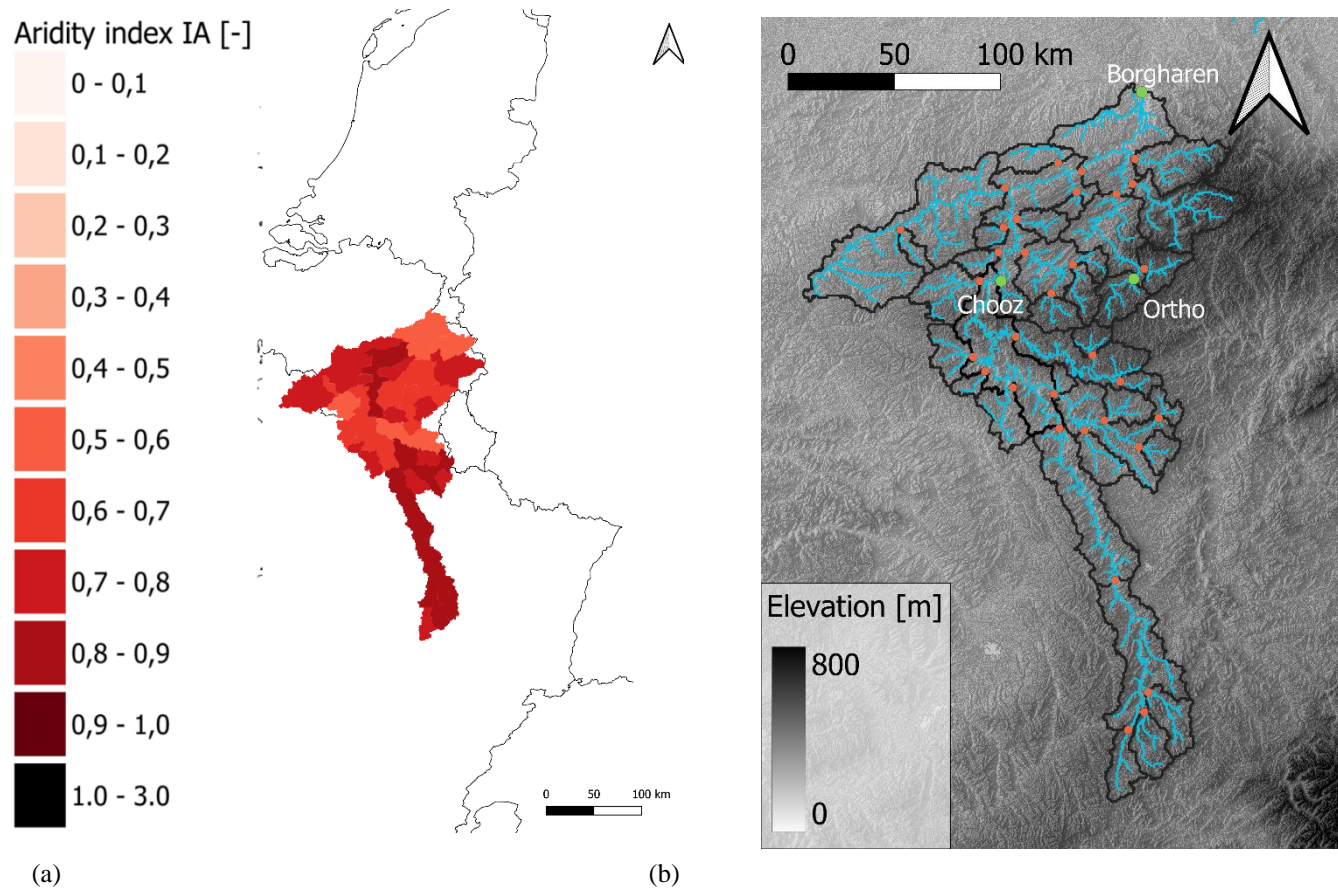 Aridity index IA [-]
0 - 0,1
0,1 - 0,2
0,2 - 0,3
0,3 - 0,4
0,4 - 0,5
0,5 - 0,6
0,6 - 0,7
0,7 - 0,8
0,8 - 0,9
0,9 - 1,0
1.0 - 3.0
0 50 100 km
(a)
0 50 100 km
Borgharen
Chooz
Ortho
Elevation [m]
800
0
(b)